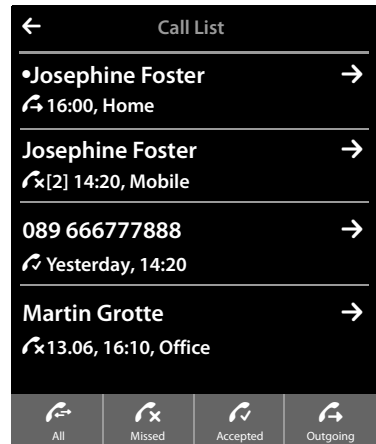 Call List
•Josephine Foster
16:00, Home
Josephine Foster
[2] 14:20, Mobile
089 666777888
Yesterday, 14:20
Martin Grotte
13.06, 16:10, Office
All Missed Accepted Outgoing